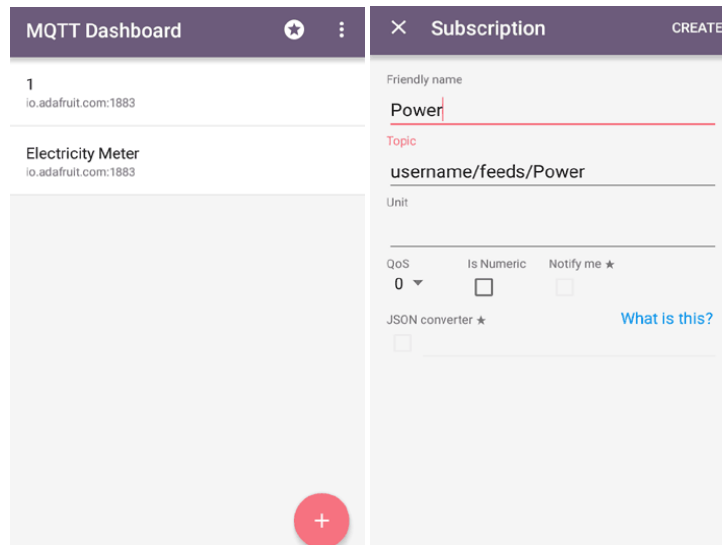 MQTT Dashboard
1
io.adafruit.com:1883
Electricity Meter
io.adafruit.com:1883
Subscription
CREATE
Friendly name
Power
Topic
username/feeds/Power
Unit
QoS Is Numeric Notify me ★
0
JSON converter ★ What is this?